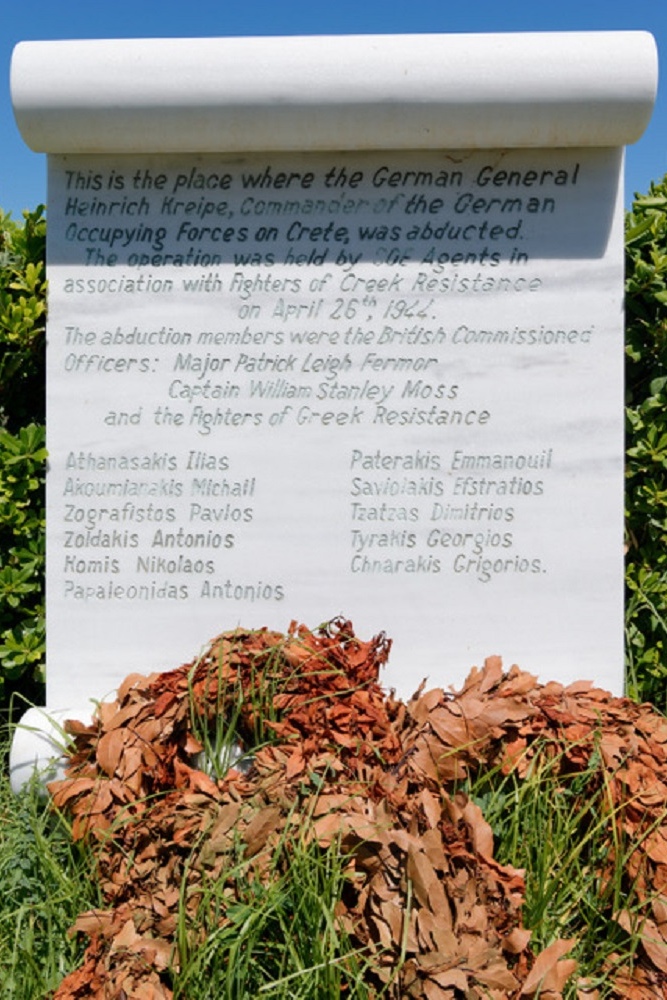 This is the place where the German General
Heinrich Kreipe, Commander of the German
Occupying Forces on Crete, was abducted.
The operation was held by SOE Agents in
association with Fighters of Greek Resistance
on April 26th, 1944.
The abduction members were the British Commissioned
Officers: Major Patrick Leigh Fermor
Captain William Stanley Moss
and the Fighters of Greek Resistance
Athanasakis Ilias
Akoumianakis Michail
Zografistos Pavlos
Zoidakis Antonios
Komis Nikolaos
Papaleonidas Antonios
Paterakis Emmanouil
Saviolakis Efstratios
Tzatzas Dimitrios
Tyrakis Georgios
Chnarakis Grigorios.